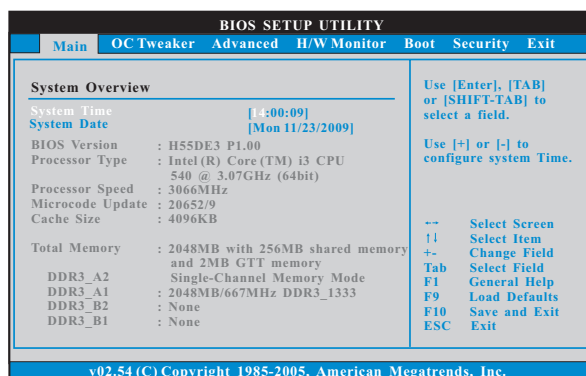 BIOS SETUP UTILITY
Main OC Tweaker Advanced H/W Monitor Boot Security Exit
System Overview
System Time [14:00:09]
System Date [Mon 11/23/2009]
BIOS Version : H55DE3 P1.00
Processor Type : Intel (R) Core (TM) i3 CPU
540 @ 3.07GHz (64bit)
Processor Speed : 3066MHz
Microcode Update : 20652/9
Cache Size : 4096KB
Total Memory : 2048MB with 256MB shared memory
and 2MB GTT memory
DDR3_A2 Single-Channel Memory Mode
DDR3_A1 : 2048MB/667MHz DDR3_1333
DDR3_B2 : None
DDR3_B1 : None
Use [Enter], [TAB]
or [SHIFT-TAB] to
select a field.
Use [+] or [-] to
configure system Time.
←→ Select Screen
↑↓ Select Item
+- Change Field
Tab Select Field
F1 General Help
F9 Load Defaults
F10 Save and Exit
ESC Exit
v02.54 (C) Copyright 1985-2005, American Megatrends, Inc.